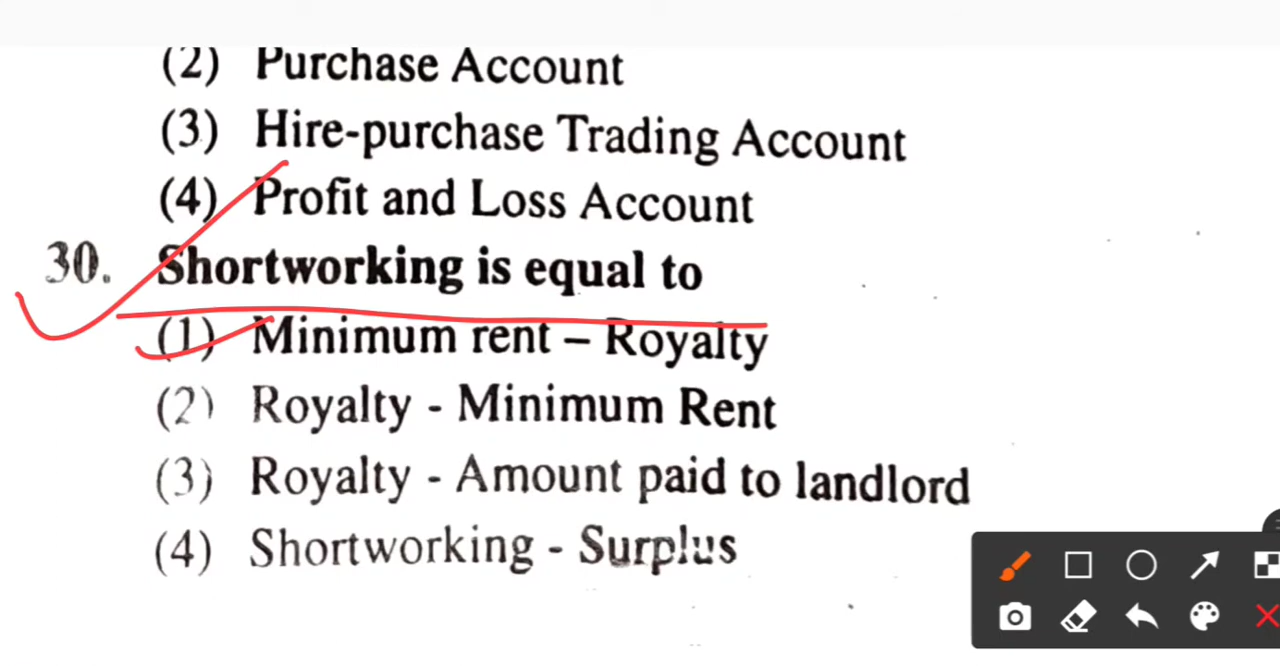 (2) Purchase Account
(3) Hire-purchase Trading Account
(4) Profit and Loss Account
30. Shortworking is equal to
(1) Minimum rent – Royalty
(2) Royalty - Minimum Rent
(3) Royalty - Amount paid to landlord
(4) Shortworking - Surplus